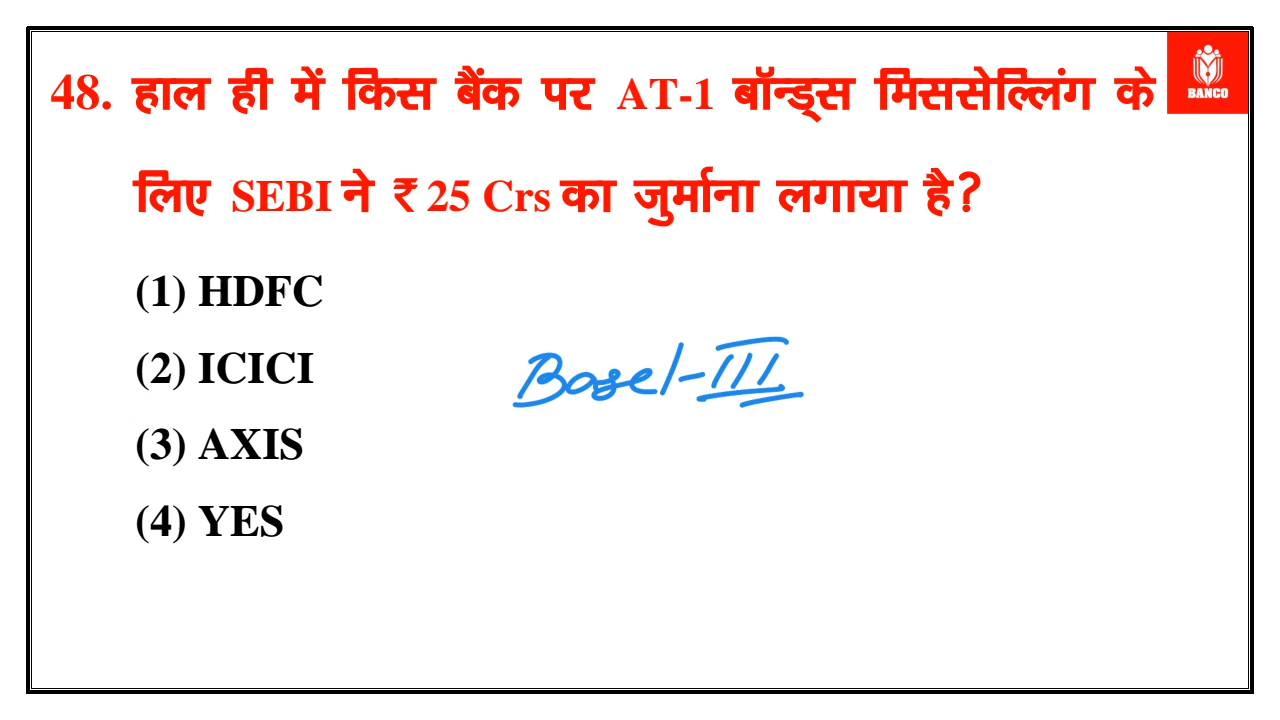 48. हाल ही में किस बैंक पर AT-1 बॉन्ड्स मिससेल्लिंग के
BANCO
लिए SEBI ने ₹ 25 Crs का जुर्माना लगाया है?
(1) HDFC
(2) ICICI
Basel-III
(3) AXIS
(4) YES